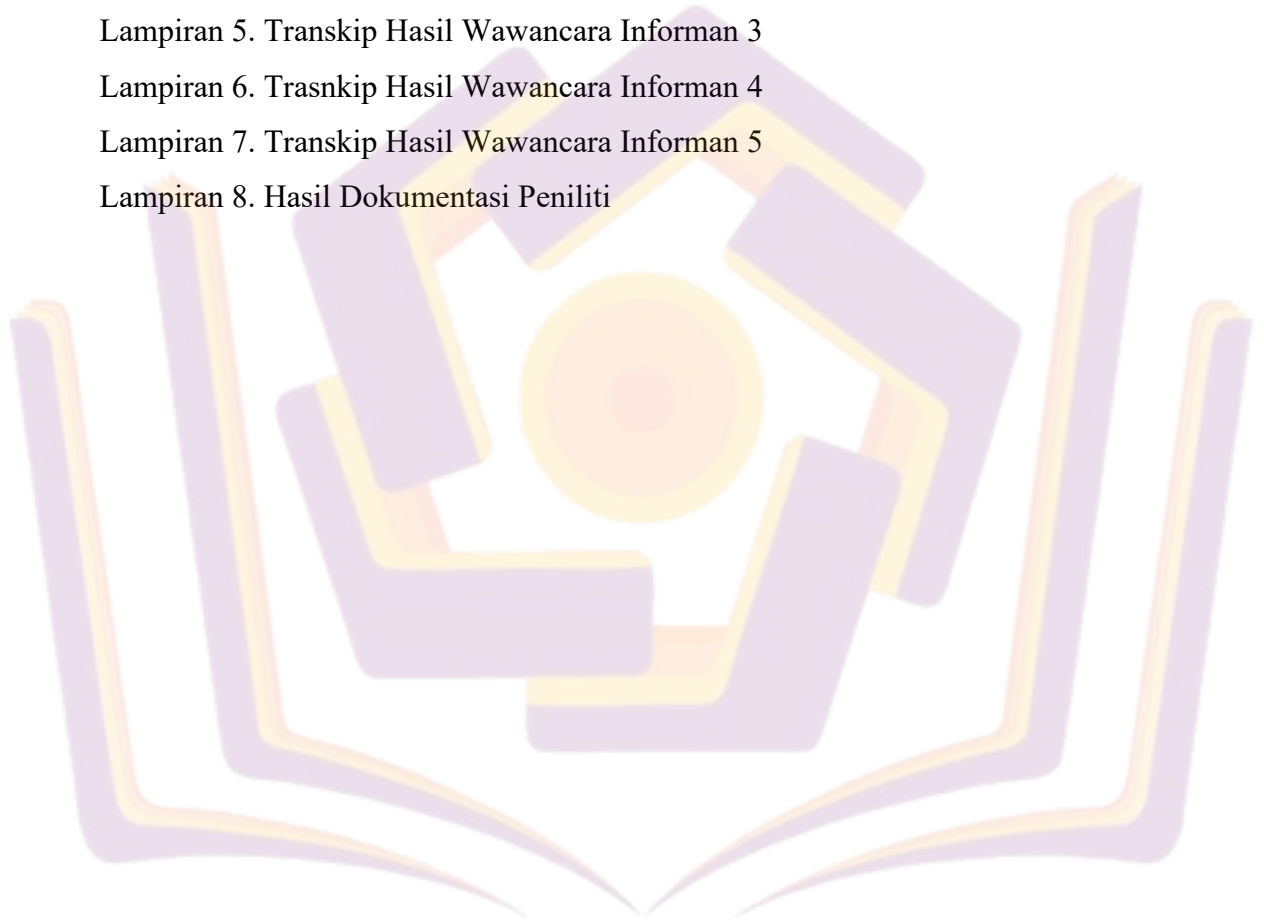 Lampiran 5. Transkip Hasil Wawancara Informan 3
Lampiran 6. Trasnkip Hasil Wawancara Informan 4
Lampiran 7. Transkip Hasil Wawancara Informan 5
Lampiran 8. Hasil Dokumentasi Peniliti